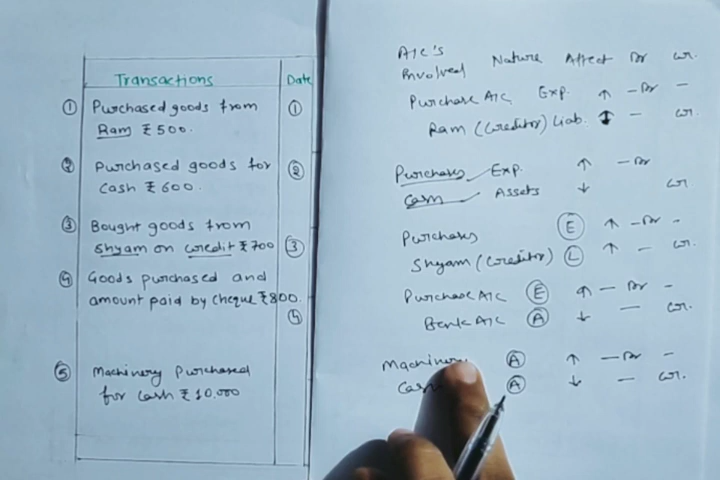 Transactions Date
① Purchased goods from ①
Ram ₹500.
② Purchased goods for ②
Cash ₹600.
③ Bought goods from
Shyam on credit ₹700 ③
④ Goods purchased and
amount paid by cheque ₹800.
④
⑤ Machinery Purchased
for cash ₹10,000
A/c's
Involved Nature Affect Dr Cr.
Purchase A/c Exp. ↑ - Dr -
Ram (Creditor) Liab. ↑ - Cr.
Purchases Exp. ↑ - Dr
Cash Assets ↓ Cr
Purchases Ⓔ ↑ - Dr -
Shyam (Creditor) Ⓛ ↑ - Cr.
Purchase A/c Ⓔ ↑ - Dr -
Bank A/c Ⓐ ↓ - Cr.
Machinery Ⓐ ↑ - Dr -
Cash Ⓐ ↓ - Cr.